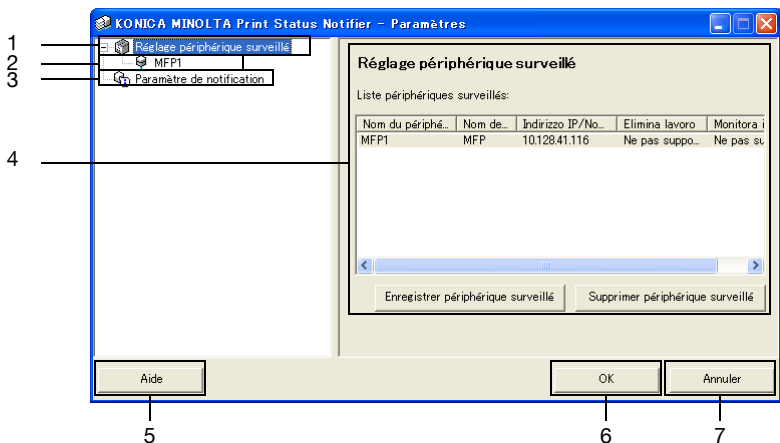 KONICA MINOLTA Print Status Notifier – Paramètres
1
Réglage périphérique surveillé
2
MFP1
3
Paramètre de notification
Réglage périphérique surveillé
Liste périphériques surveillés:
Nom du périphé... Nom de... Indirizzo IP/No... Elimina lavoro Monitora i
MFP1 MFP 10.128.41.116 Ne pas suppo... Ne pas su
4
Enregistrer périphérique surveillé Supprimer périphérique surveillé
Aide OK Annuler
5 6 7